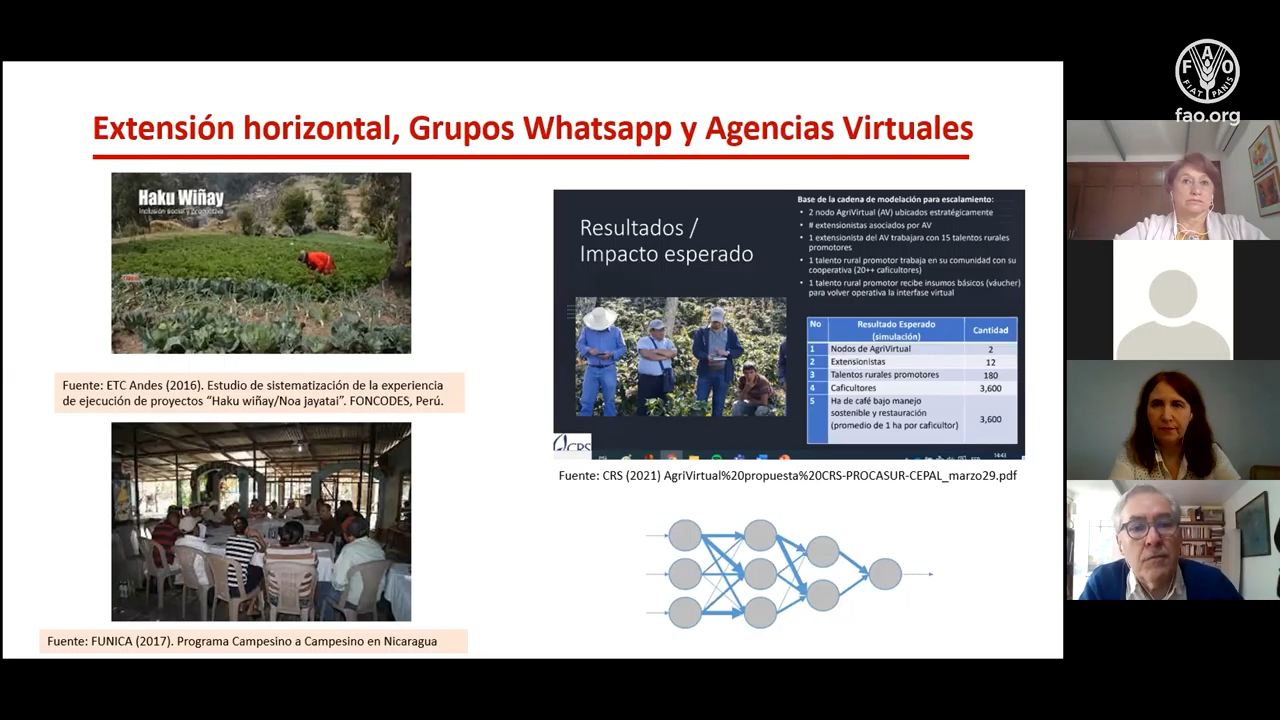 Extensión horizontal, Grupos Whatsapp y Agencias Virtuales
Haku Wiñay
Inclusión social y productiva
Fuente: ETC Andes (2016). Estudio de sistematización de la experiencia
de ejecución de proyectos “Haku wiñay/Noa jayatai”. FONCODES, Perú.
Fuente: FUNICA (2017). Programa Campesino a Campesino en Nicaragua
Resultados /
Impacto esperado
Base de la cadena de modelación para escalamiento:
• 2 nodo AgriVirtual (AV) ubicados estratégicamente
• # extensionistas asociados por AV
• 1 extensionista del AV trabajara con 15 talentos rurales
promotores
• 1 talento rural promotor trabaja en su comunidad con su
cooperativa (20++ caficultores)
• 1 talento rural promotor recibe insumos básicos (váucher)
para volver operativa la interfase virtual
No Resultado Esperado Cantidad
(simulación)
1 Nodos de AgriVirtual 2
2 Extensionistas 12
3 Talentos rurales promotores 180
4 Caficultores 3,600
5 Ha de café bajo manejo
sostenible y restauración
(promedio de 1 ha por caficultor) 3,600
CRS
14:43
Fuente: CRS (2021) AgriVirtual%20propuesta%20CRS-PROCASUR-CEPAL_marzo29.pdf
F A O
FIAT PANIS
fao.org